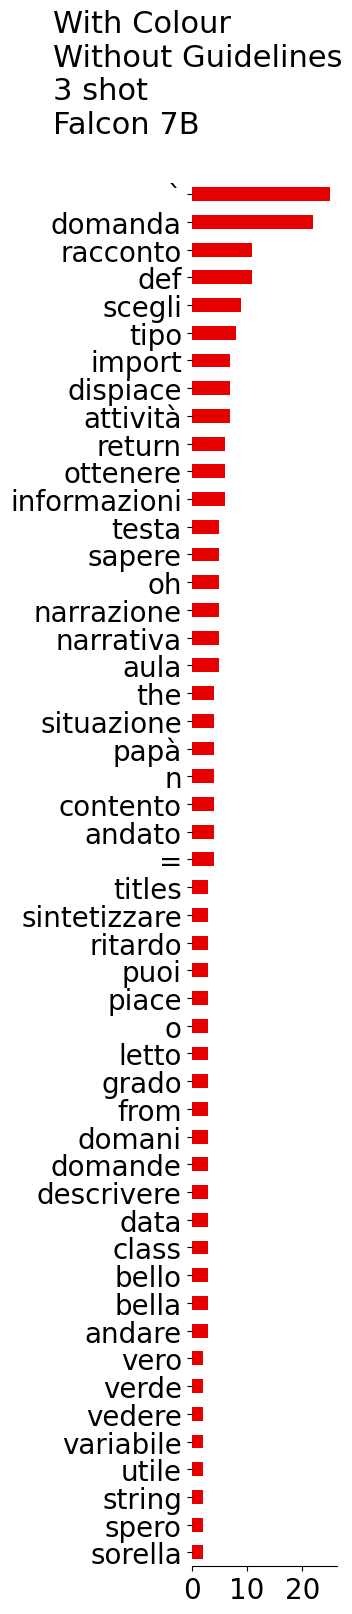 With Colour
Without Guidelines
3 shot
Falcon 7B
`
domanda
racconto
def
scegli
tipo
import
dispiace
attività
return
ottenere
informazioni
testa
sapere
oh
narrazione
narrativa
aula
the
situazione
papà
n
contento
andato
=
titles
sintetizzare
ritardo
puoi
piace
o
letto
grado
from
domani
domande
descrivere
data
class
bello
bella
andare
vero
verde
vedere
variabile
utile
string
spero
sorella
0 10 20